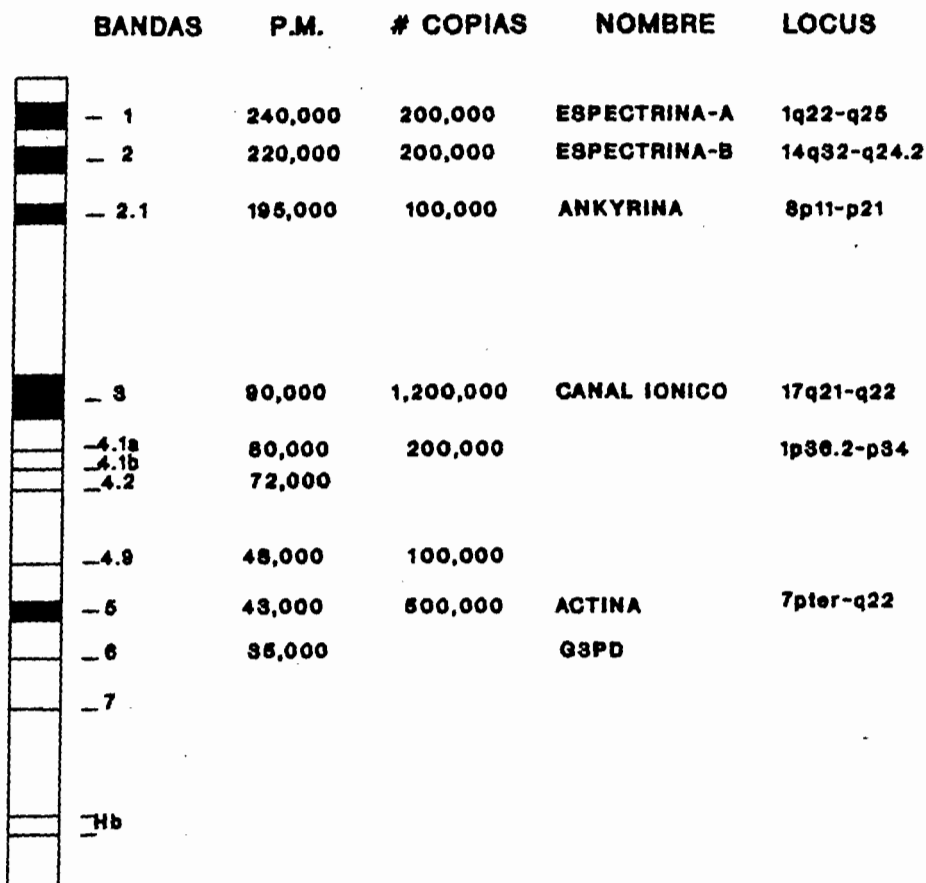 BANDAS P.M. # COPIAS NOMBRE LOCUS
1 240,000 200,000 ESPECTRINA-A 1q22-q25
2 220,000 200,000 ESPECTRINA-B 14q32-q24.2
2.1 195,000 100,000 ANKYRINA 8p11-p21
3 90,000 1,200,000 CANAL IONICO 17q21-q22
4.1a 80,000 200,000 1p36.2-p34
4.1b
4.2 72,000
4.9 48,000 100,000
5 43,000 500,000 ACTINA 7pter-q22
6 35,000 G3PD
7
Hb